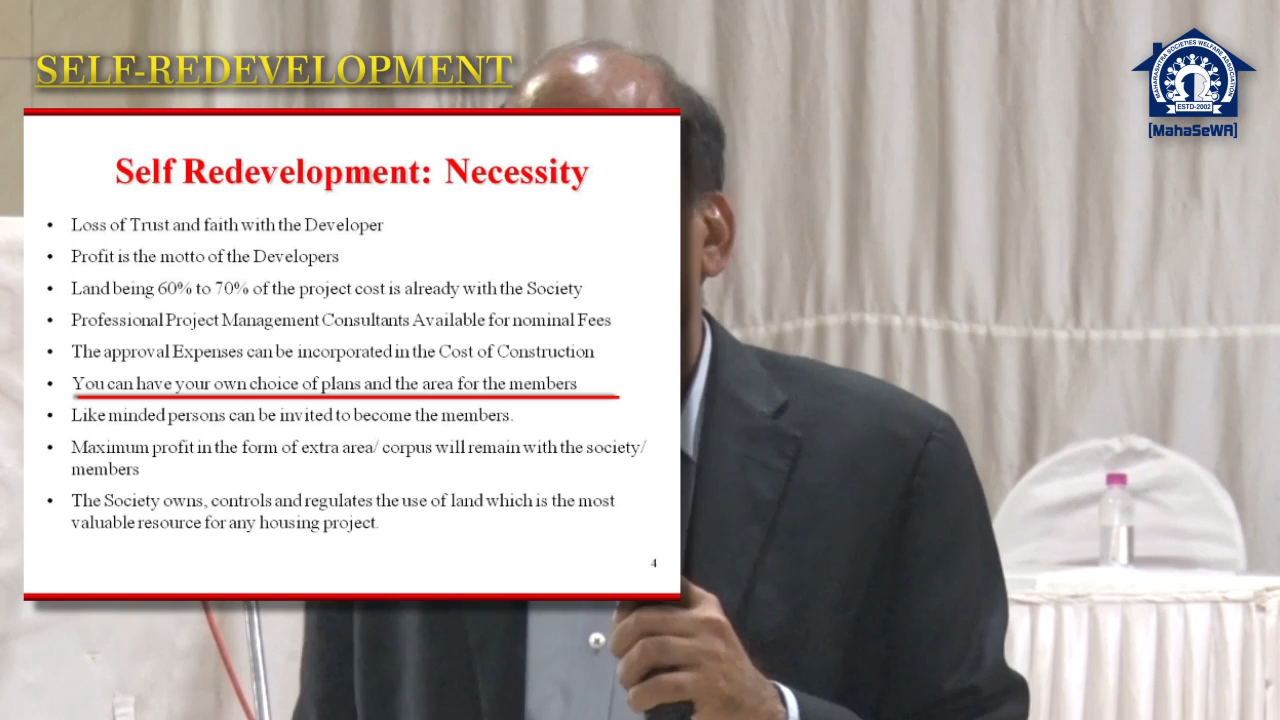 SELF-REDEVELOPMENT
MAHARASHTRA SOCIETIES WELFARE ASSOCIATION
ESTD-2002
[MahaSeWA]
Self Redevelopment: Necessity
• Loss of Trust and faith with the Developer
• Profit is the motto of the Developers
• Land being 60% to 70% of the project cost is already with the Society
• Professional Project Management Consultants Available for nominal Fees
• The approval Expenses can be incorporated in the Cost of Construction
• You can have your own choice of plans and the area for the members
• Like minded persons can be invited to become the members.
• Maximum profit in the form of extra area/ corpus will remain with the society/
members
• The Society owns, controls and regulates the use of land which is the most
valuable resource for any housing project.
4